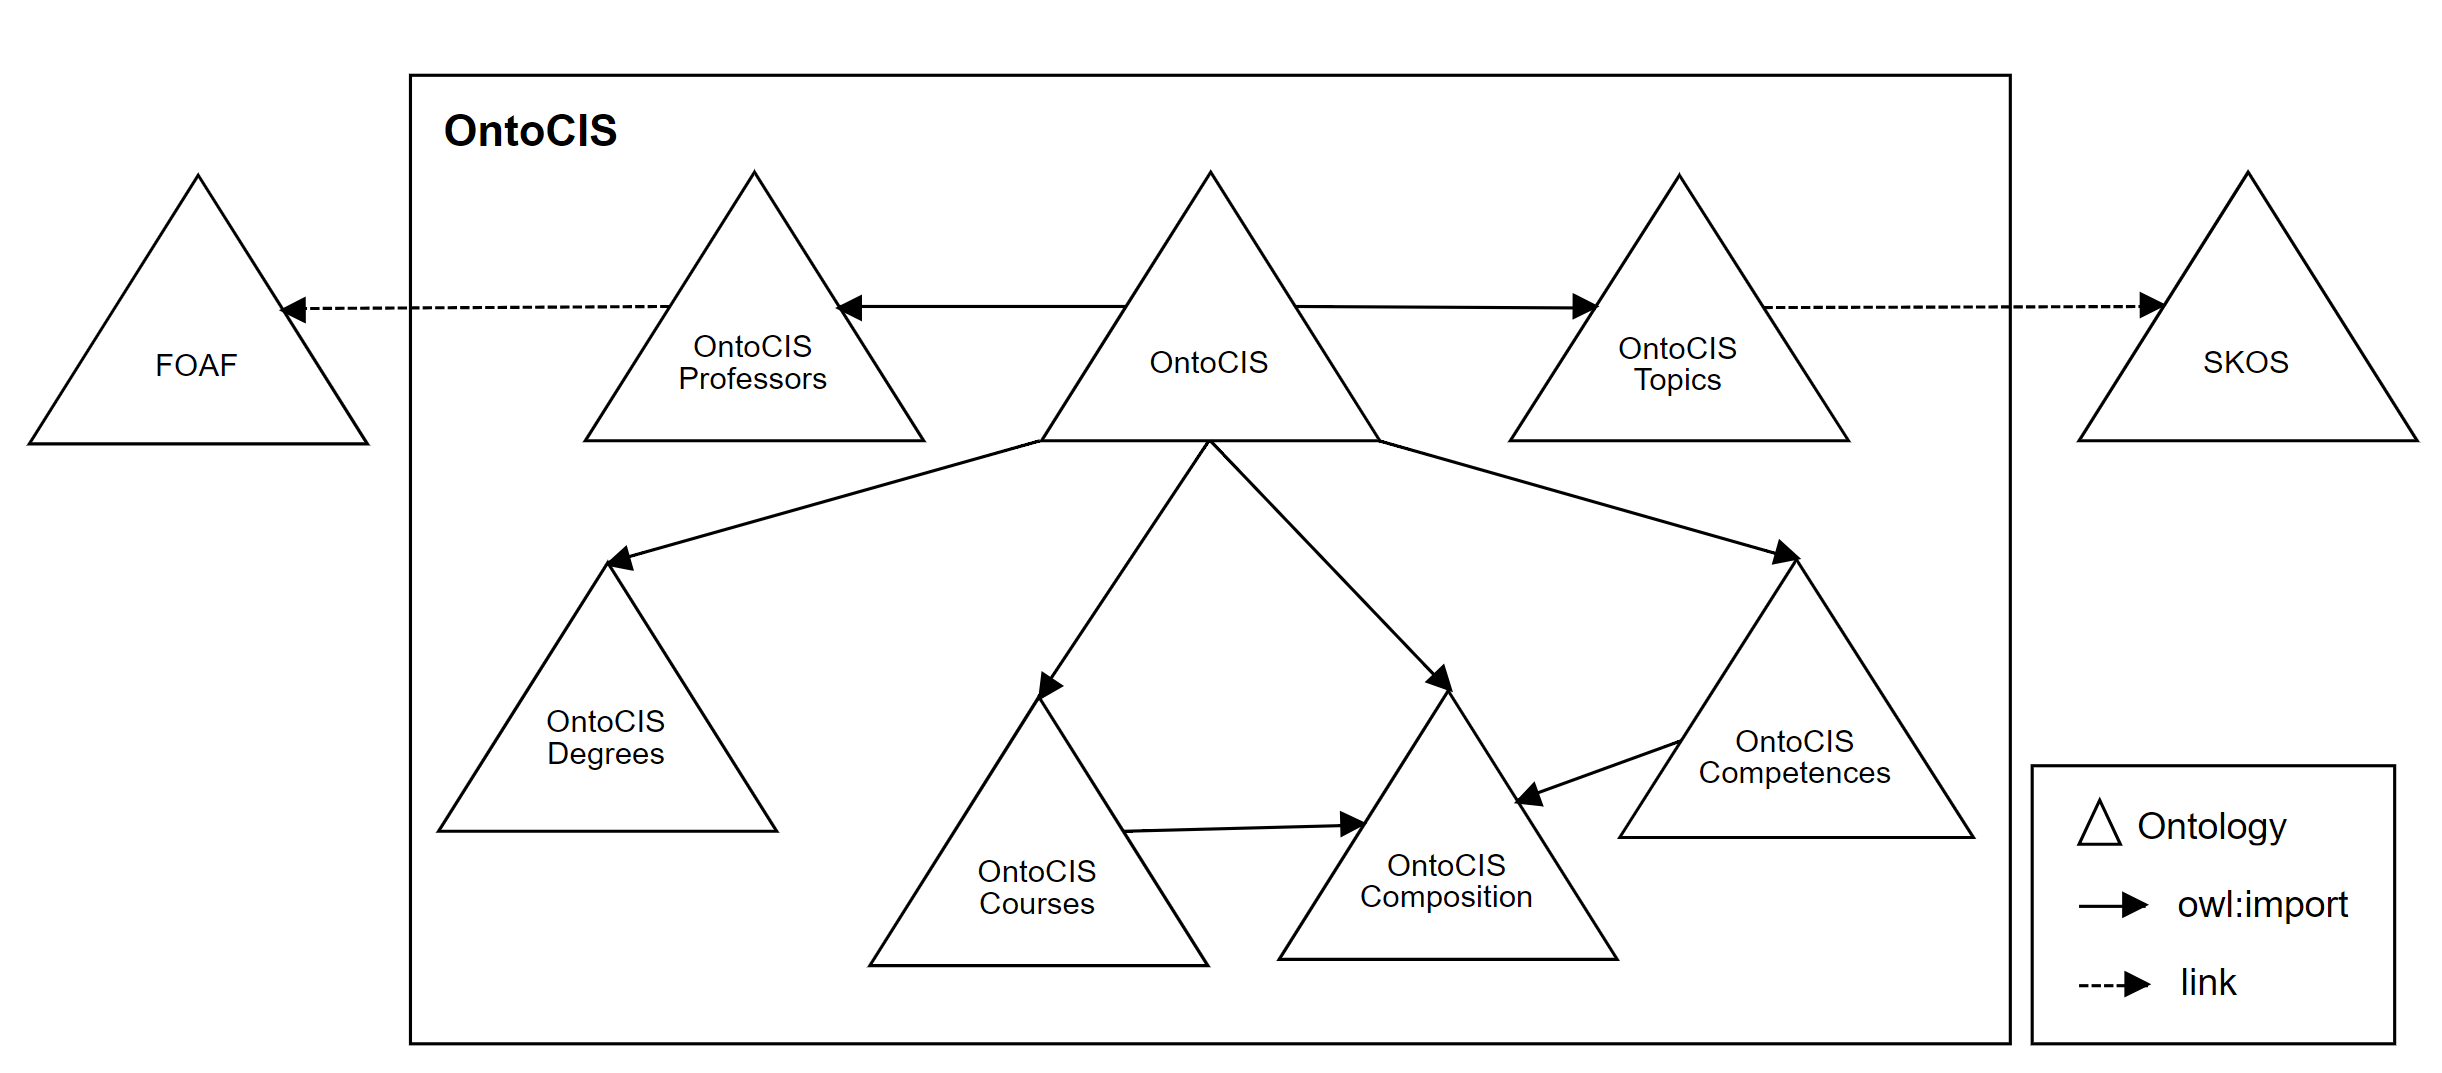 OntoCIS
FOAF
OntoCIS
Professors
OntoCIS
OntoCIS
Topics
SKOS
OntoCIS
Degrees
OntoCIS
Courses
OntoCIS
Composition
OntoCIS
Competences
Ontology
owl:import
link